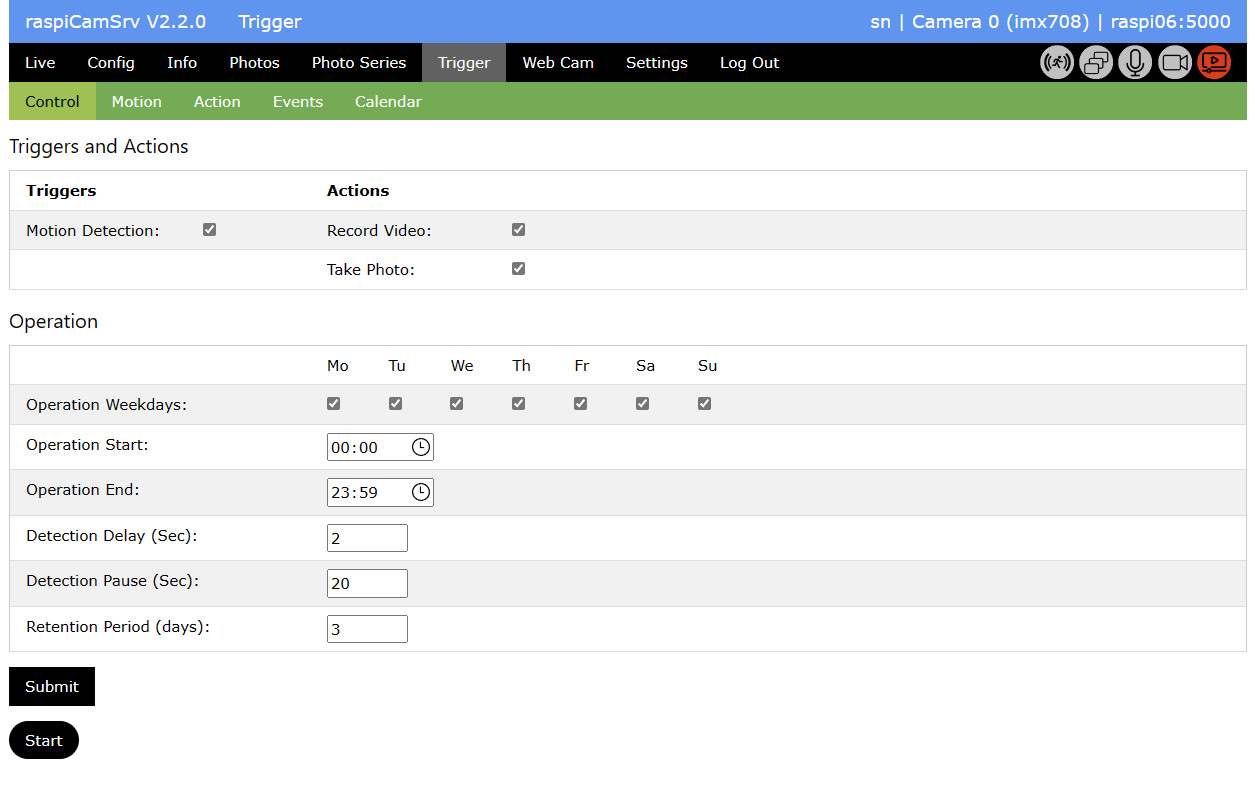 raspiCamSrv V2.2.0 Trigger sn | Camera 0 (imx708) | raspi06:5000
Live Config Info Photos Photo Series Trigger Web Cam Settings Log Out
Control Motion Action Events Calendar
Triggers and Actions
Triggers Actions
Motion Detection: Record Video:
Take Photo:
Operation
Mo Tu We Th Fr Sa Su
Operation Weekdays:
Operation Start: 00:00
Operation End: 23:59
Detection Delay (Sec): 2
Detection Pause (Sec): 20
Retention Period (days): 3
Submit
Start